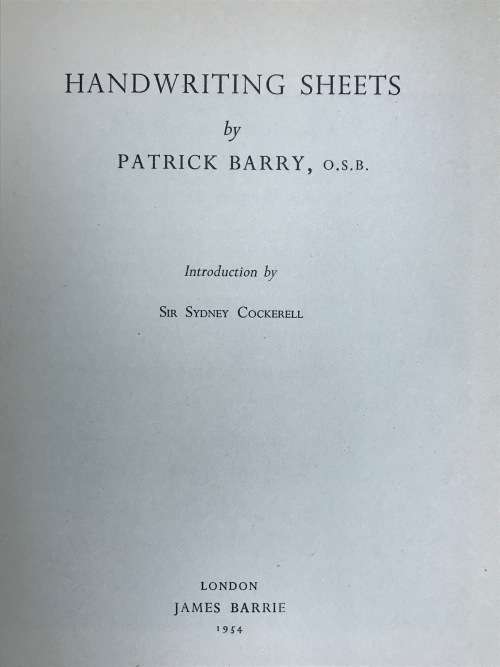 HANDWRITING SHEETS
by
PATRICK BARRY, O.S.B.
Introduction by
SIR SYDNEY COCKERELL
LONDON
JAMES BARRIE
1954